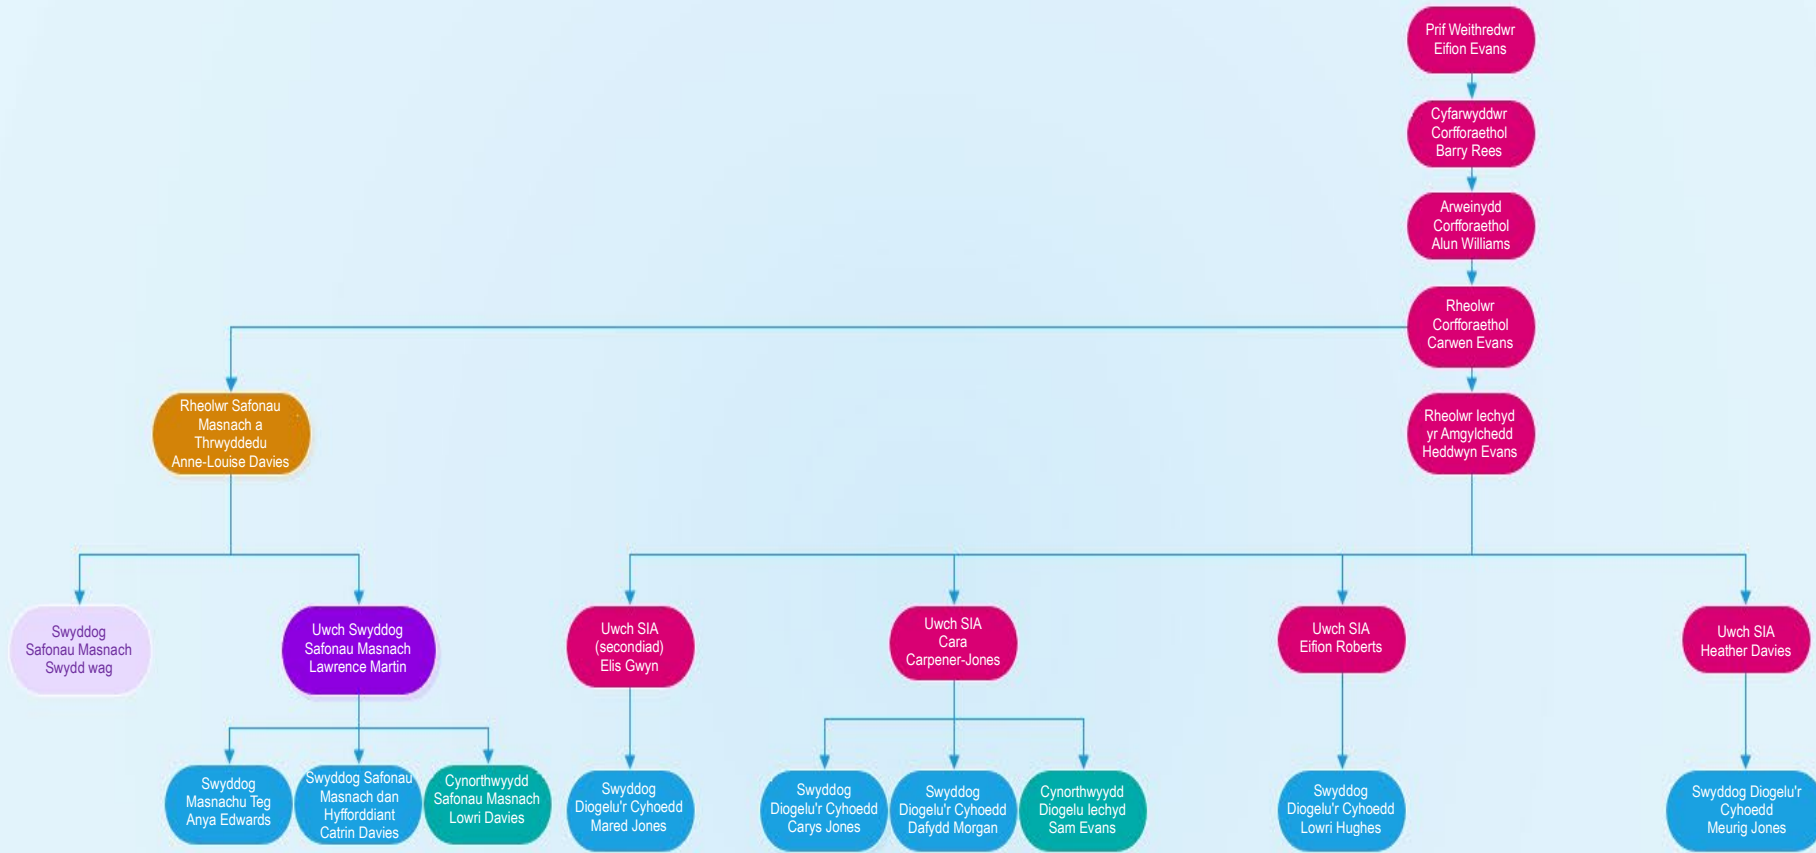 Prif Weithredwr
Eifion Evans
Cyfarwyddwr
Corfforaethol
Barry Rees
Arweinydd
Corfforaethol
Alun Williams
Rheolwr
Corfforaethol
Carwen Evans
Rheolwr Safonau
Masnach a
Thrwyddedu
Anne-Louise Davies
Rheolwr Iechyd
yr Amgylchedd
Heddwyn Evans
Swyddog
Safonau Masnach
Swydd wag
Uwch Swyddog
Safonau Masnach
Lawrence Martin
Uwch SIA
(secondiad)
Elis Gwyn
Uwch SIA
Cara
Carpener-Jones
Uwch SIA
Eifion Roberts
Uwch SIA
Heather Davies
Swyddog
Masnachu Teg
Anya Edwards
Swyddog Safonau
Masnach dan
Hyfforddiant
Catrin Davies
Cynorthwyydd
Safonau Masnach
Lowri Davies
Swyddog
Diogelu'r Cyhoedd
Mared Jones
Swyddog
Diogelu'r Cyhoedd
Carys Jones
Swyddog
Diogelu'r Cyhoedd
Dafydd Morgan
Cynorthwyydd
Diogelu Iechyd
Sam Evans
Swyddog
Diogelu'r Cyhoedd
Lowri Hughes
Swyddog Diogelu'r
Cyhoedd
Meurig Jones